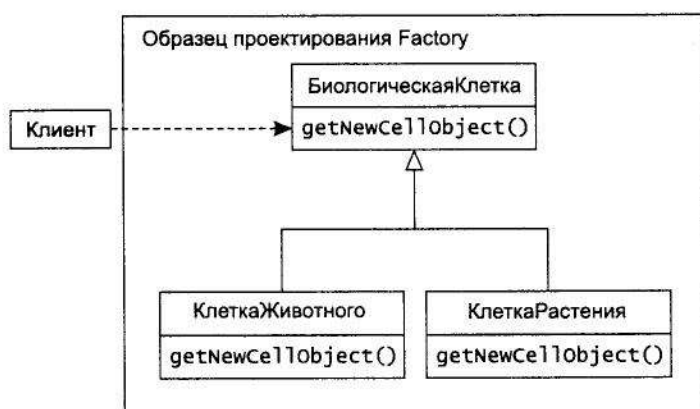 Образец проектирования Factory
БиологическаяКлетка
getNewCellObject()
Клиент
КлеткаЖивотного
getNewCellObject()
КлеткаРастения
getNewCellObject()